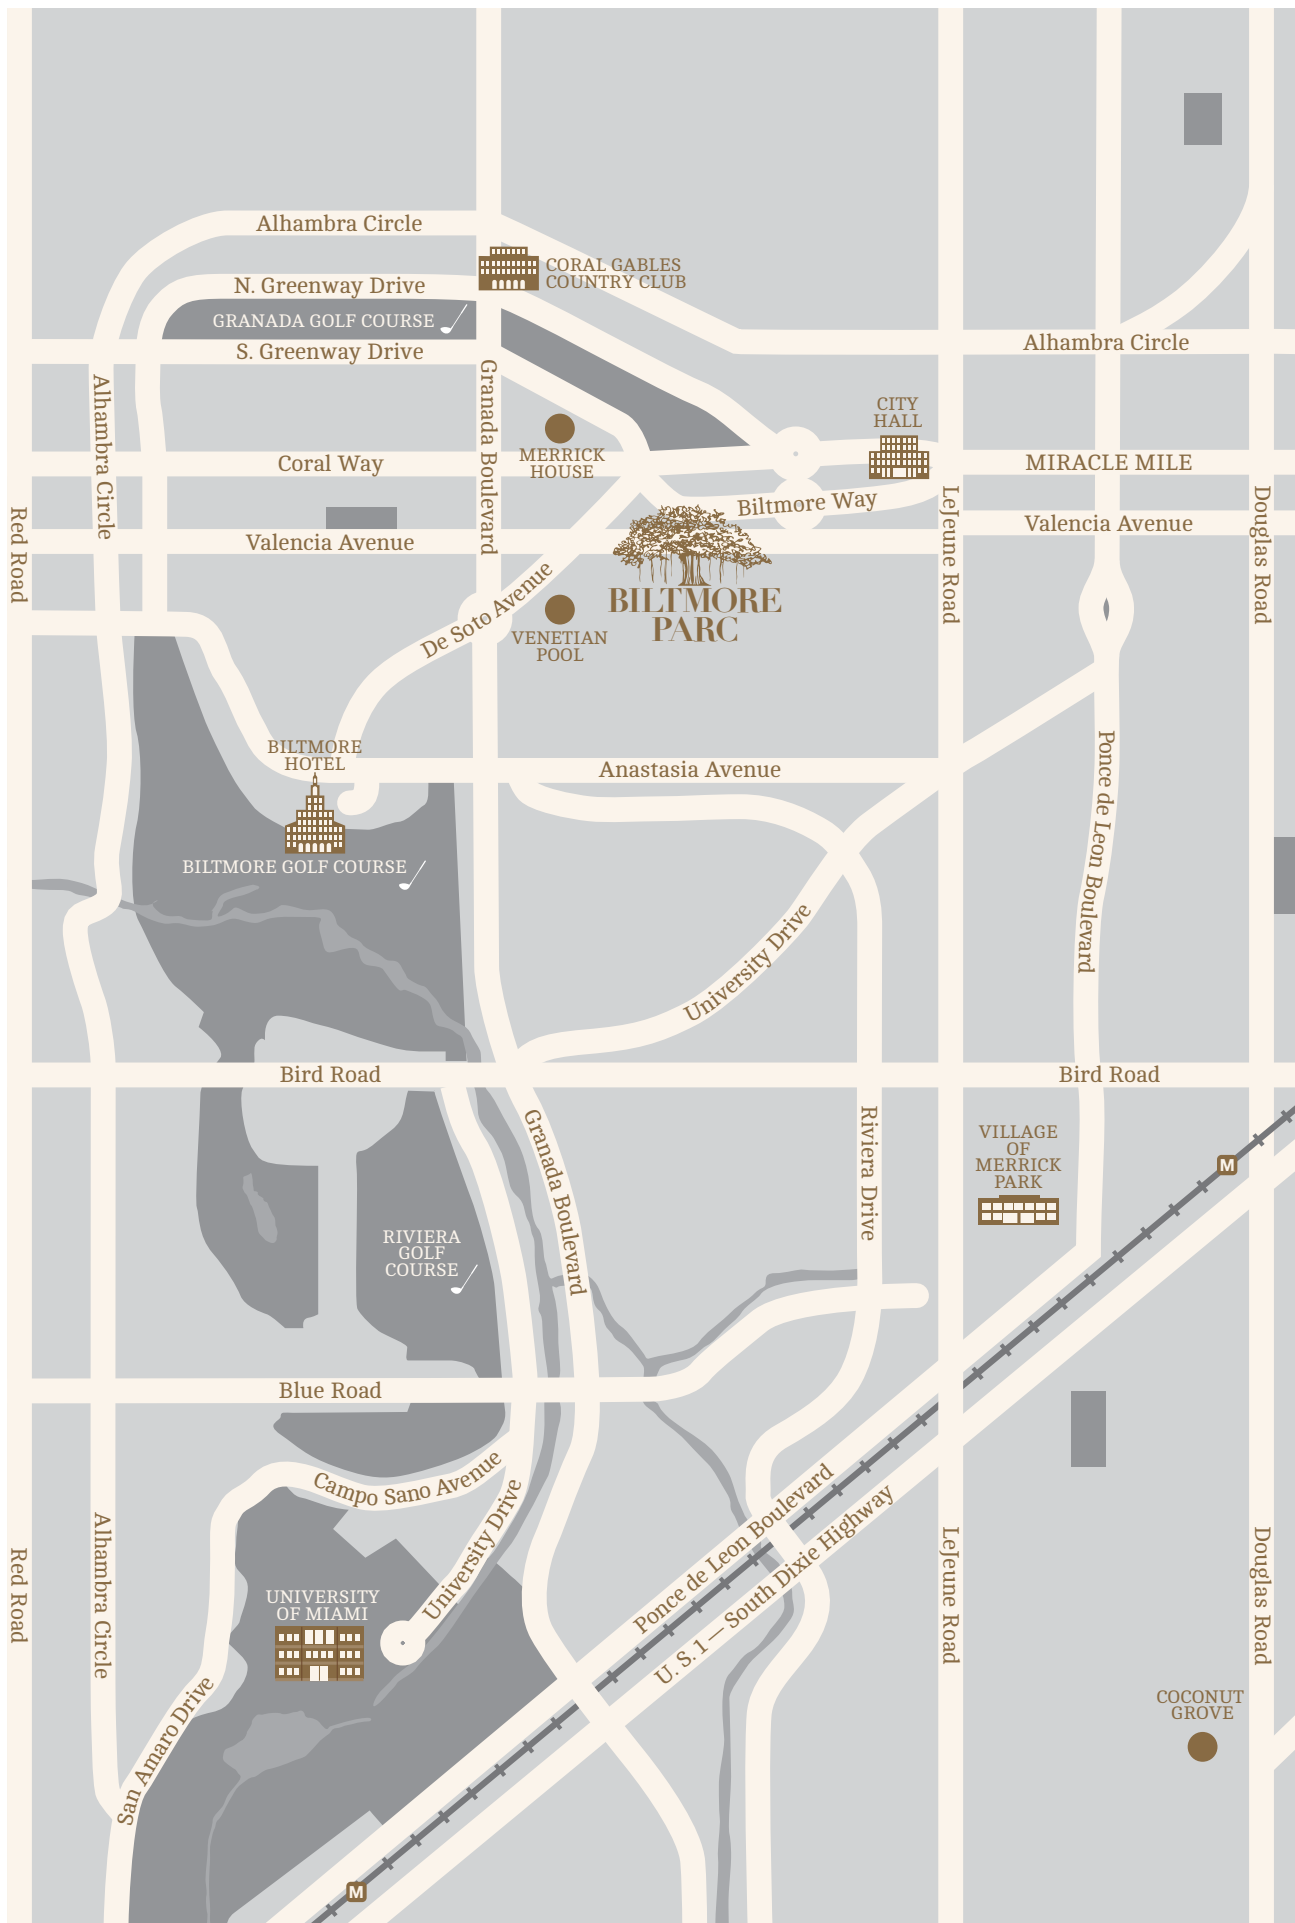 Alhambra Circle
CORAL GABLES
COUNTRY CLUB
N. Greenway Drive
GRANADA GOLF COURSE
S. Greenway Drive
Alhambra Circle
Alhambra Circle
Granada Boulevard
CITY
HALL
MERRICK
HOUSE
Coral Way
MIRACLE MILE
Red Road
Biltmore Way
LeJeune Road
Douglas Road
Valencia Avenue
Valencia Avenue
De Soto Avenue
BILTMORE
PARC
VENETIAN
POOL
BILTMORE
HOTEL
Anastasia Avenue
Ponce de Leon Boulevard
BILTMORE GOLF COURSE
University Drive
Bird Road
Bird Road
Granada Boulevard
Riviera Drive
VILLAGE
OF
MERRICK
PARK
M
RIVIERA
GOLF
COURSE
Blue Road
Campo Sano Avenue
University Drive
Ponce de Leon Boulevard
U. S. 1 — South Dixie Highway
Red Road
Alhambra Circle
LeJeune Road
Douglas Road
UNIVERSITY
OF MIAMI
San Amaro Drive
COCONUT
GROVE
M